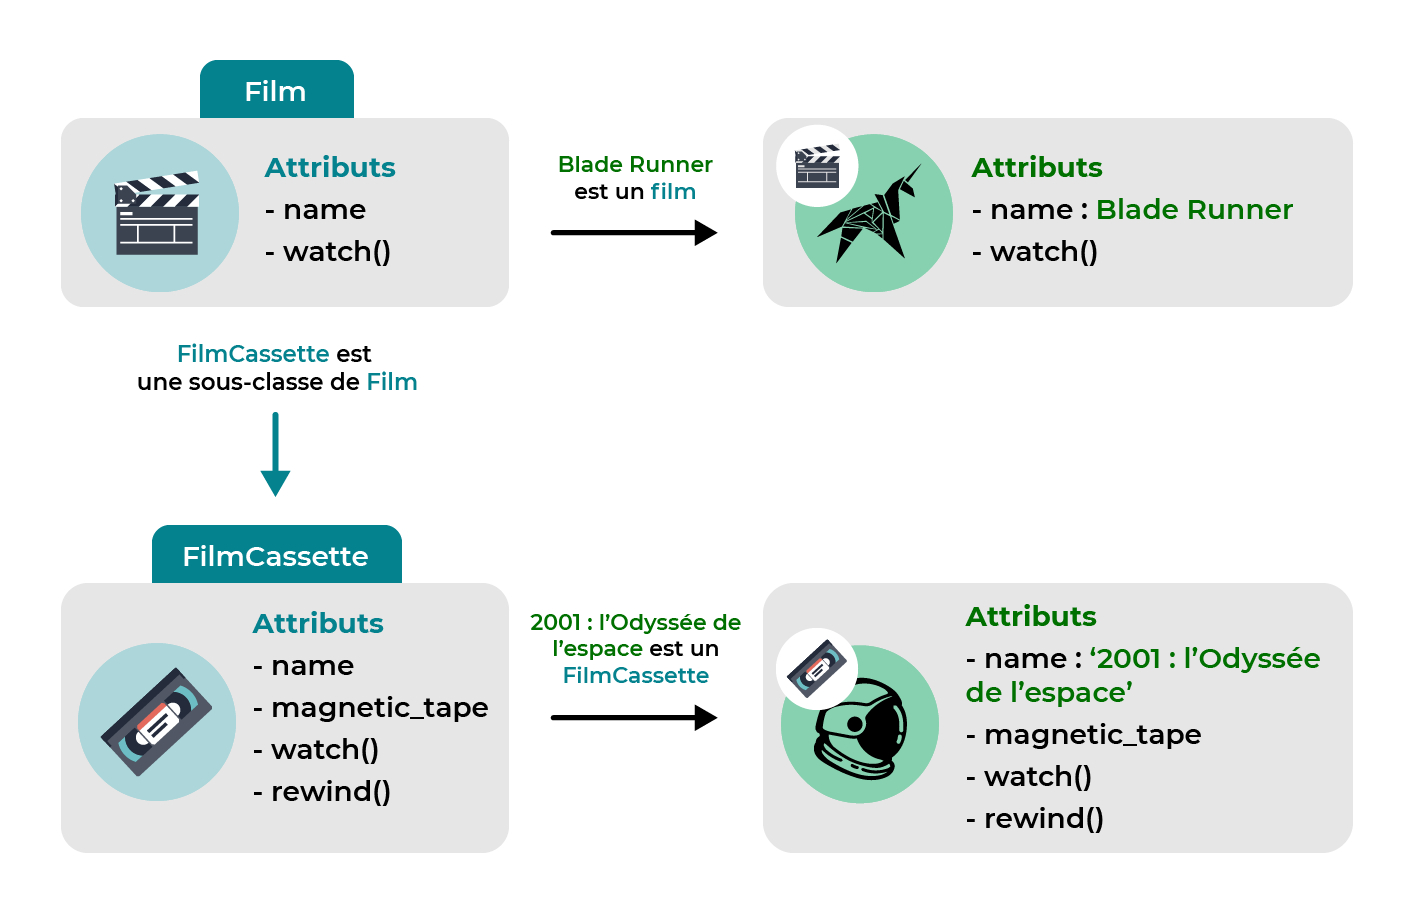 Film
Attributs
- name
- watch()
Blade Runner
est un film
Attributs
- name : Blade Runner
- watch()
FilmCassette est
une sous-classe de Film
FilmCassette
Attributs
- name
- magnetic_tape
- watch()
- rewind()
2001 : l’Odyssée de
l’espace est un
FilmCassette
Attributs
- name : ‘2001 : l’Odyssée
de l’espace’
- magnetic_tape
- watch()
- rewind()